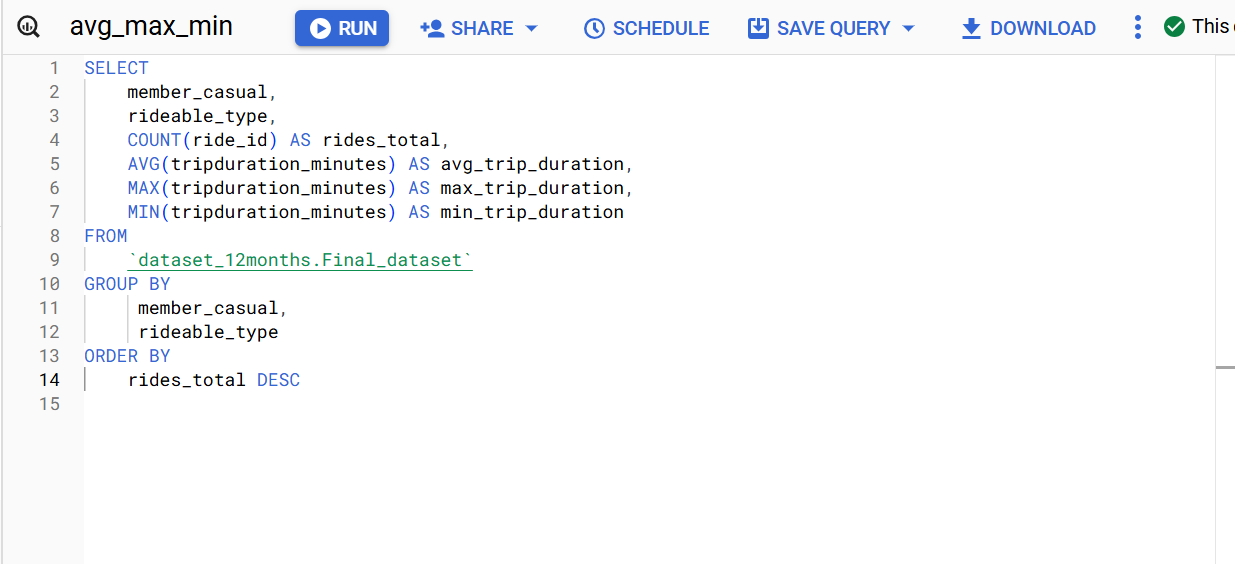 avg_max_min RUN SHARE SCHEDULE SAVE QUERY DOWNLOAD This
1 SELECT
2 member_casual,
3 rideable_type,
4 COUNT(ride_id) AS rides_total,
5 AVG(tripduration_minutes) AS avg_trip_duration,
6 MAX(tripduration_minutes) AS max_trip_duration,
7 MIN(tripduration_minutes) AS min_trip_duration
8 FROM
9 `dataset_12months.Final_dataset`
10 GROUP BY
11 member_casual,
12 rideable_type
13 ORDER BY
14 rides_total DESC
15